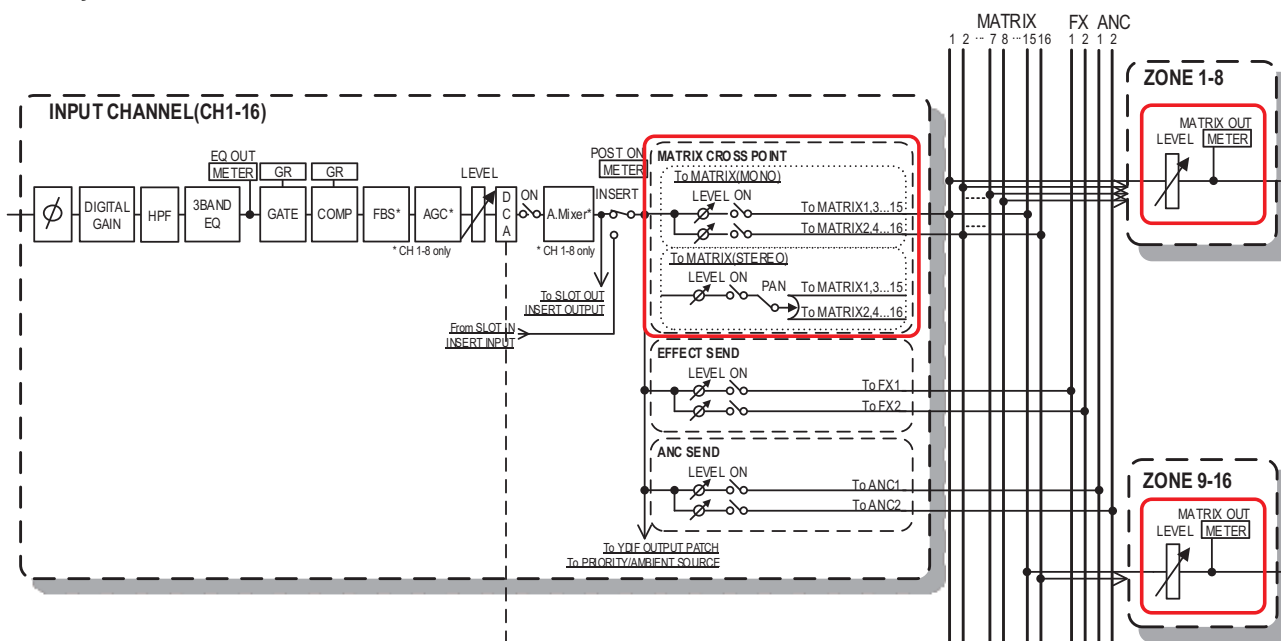 MATRIX FX ANC
1 2 ... 7 8 ... 15 16 1 2 1 2
INPUT CHANNEL(CH1-16)
ZONE 1-8
MATRIX OUT
LEVEL METER
EQ OUT
METER GR GR
LEVEL
POST ON
METER
MATRIX CROSS POINT
To MATRIX(MONO)
LEVEL ON
To MATRIX1,3...15
To MATRIX2,4...16
ø
DIGITAL
GAIN
HPF
3BAND
EQ
GATE
COMP
FBS*
AGC*
* CH 1-8 only
D
C
A
ON
A.Mixer*
* CH 1-8 only
INSERT
To MATRIX(STEREO)
LEVEL ON PAN
To MATRIX1,3...15
To MATRIX2,4...16
To SLOT OUT
INSERT OUTPUT
From SLOT IN
INSERT INPUT
EFFECT SEND
LEVEL ON
To FX1
To FX2
ANC SEND
LEVEL ON
To ANC1
To ANC2
To YDIF OUTPUT PATCH
To PRIORITY/AMBIENT SOURCE
ZONE 9-16
MATRIX OUT
LEVEL METER